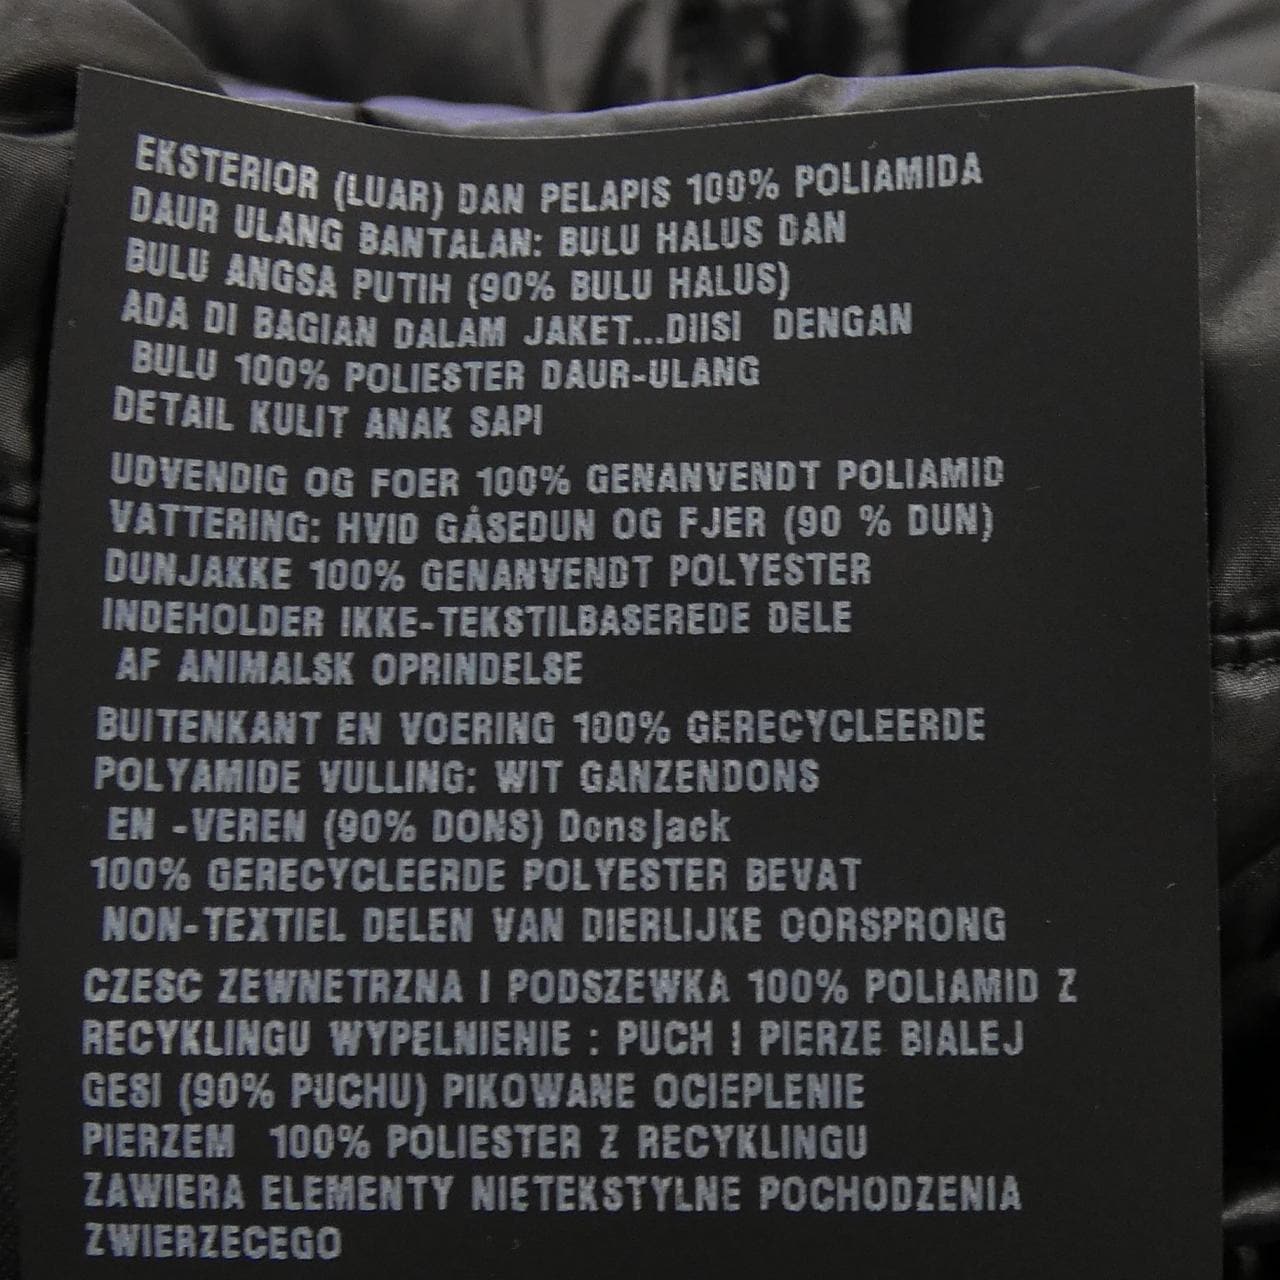 EKSTERIOR (LUAR) DAN PELAPIS 100% POLIAMIDA
DAUR ULANG BANTALAN: BULU HALUS DAN
BULU ANGSA PUTIH (90% BULU HALUS)
ADA DI BAGIAN DALAM JAKET...DIISI DENGAN
BULU 100% POLIESTER DAUR-ULANG
DETAIL KULIT ANAK SAPI
UDVENDIG OG FOER 100% GENANVENDT POLIAMID
VATTERING: HVID GÅSEDUN OG FJER (90 % DUN)
DUNJAKKE 100% GENANVENDT POLYESTER
INDEHOLDER IKKE-TEKSTILBASEREDE DELE
AF ANIMALSK OPRINDELSE
BUITENKANT EN VOERING 100% GERECYCLEERDE
POLYAMIDE VULLING: WIT GANZENDONS
EN -VEREN (90% DONS) Donsjack
100% GERECYCLEERDE POLYESTER BEVAT
NON-TEXTIEL DELEN VAN DIERLIJKE OORSPRONG
CZESC ZEWNETRZNA I PODSZEWKA 100% POLIAMID Z
RECYKLINGU WYPELNIENIE : PUCH I PIERZE BIALEJ
GESI (90% PUCHU) PIKOWANE OCIEPLENIE
PIERZEM 100% POLIESTER Z RECYKLINGU
ZAWIERA ELEMENTY NIETEKSTYLNE POCHODZENIA
ZWIERZECEGO